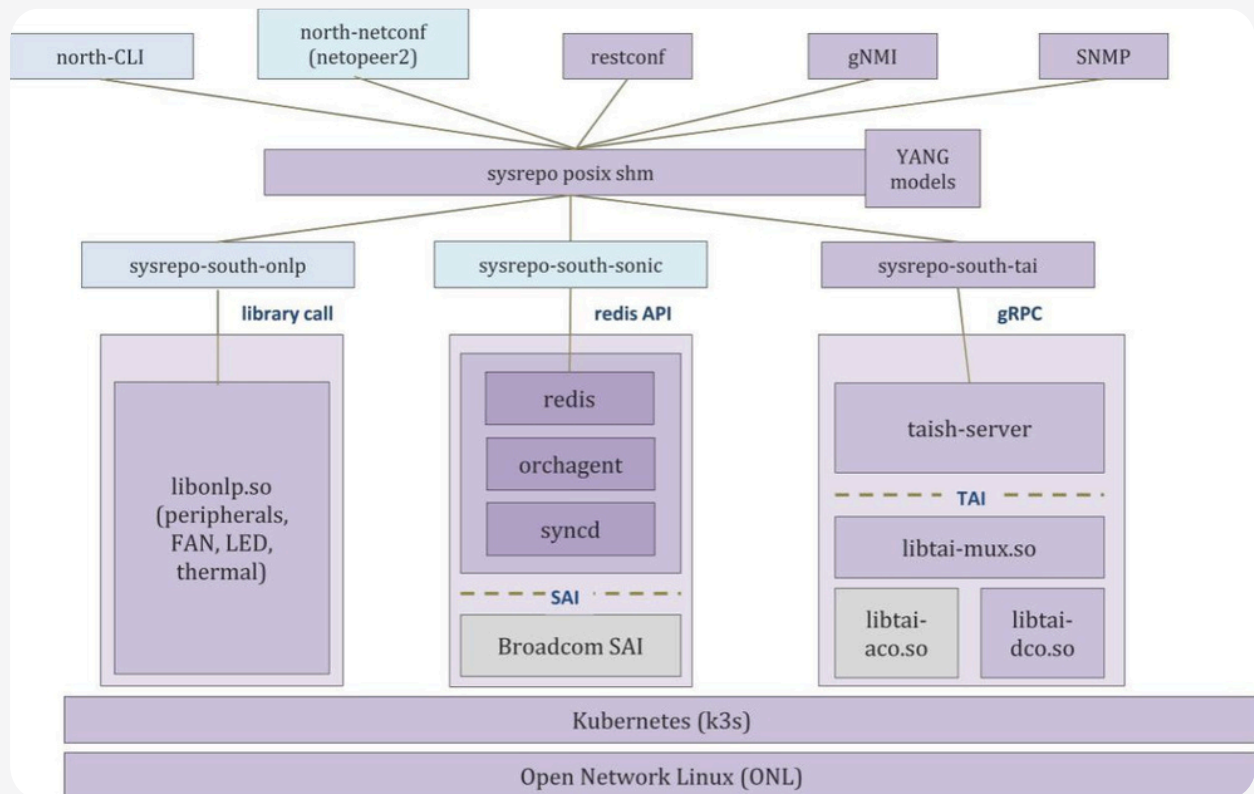 north-CLI
north-netconf
(netopeer2)
restconf
gNMI
SNMP
sysrepo posix shm
YANG
models
sysrepo-south-onlp
sysrepo-south-sonic
sysrepo-south-tai
library call
redis API
gRPC
libonlp.so
(peripherals,
FAN, LED,
thermal)
redis
orchagent
syncd
SAI
Broadcom SAI
taish-server
TAI
libtai-mux.so
libtai-
aco.so
libtai-
dco.so
Kubernetes (k3s)
Open Network Linux (ONL)